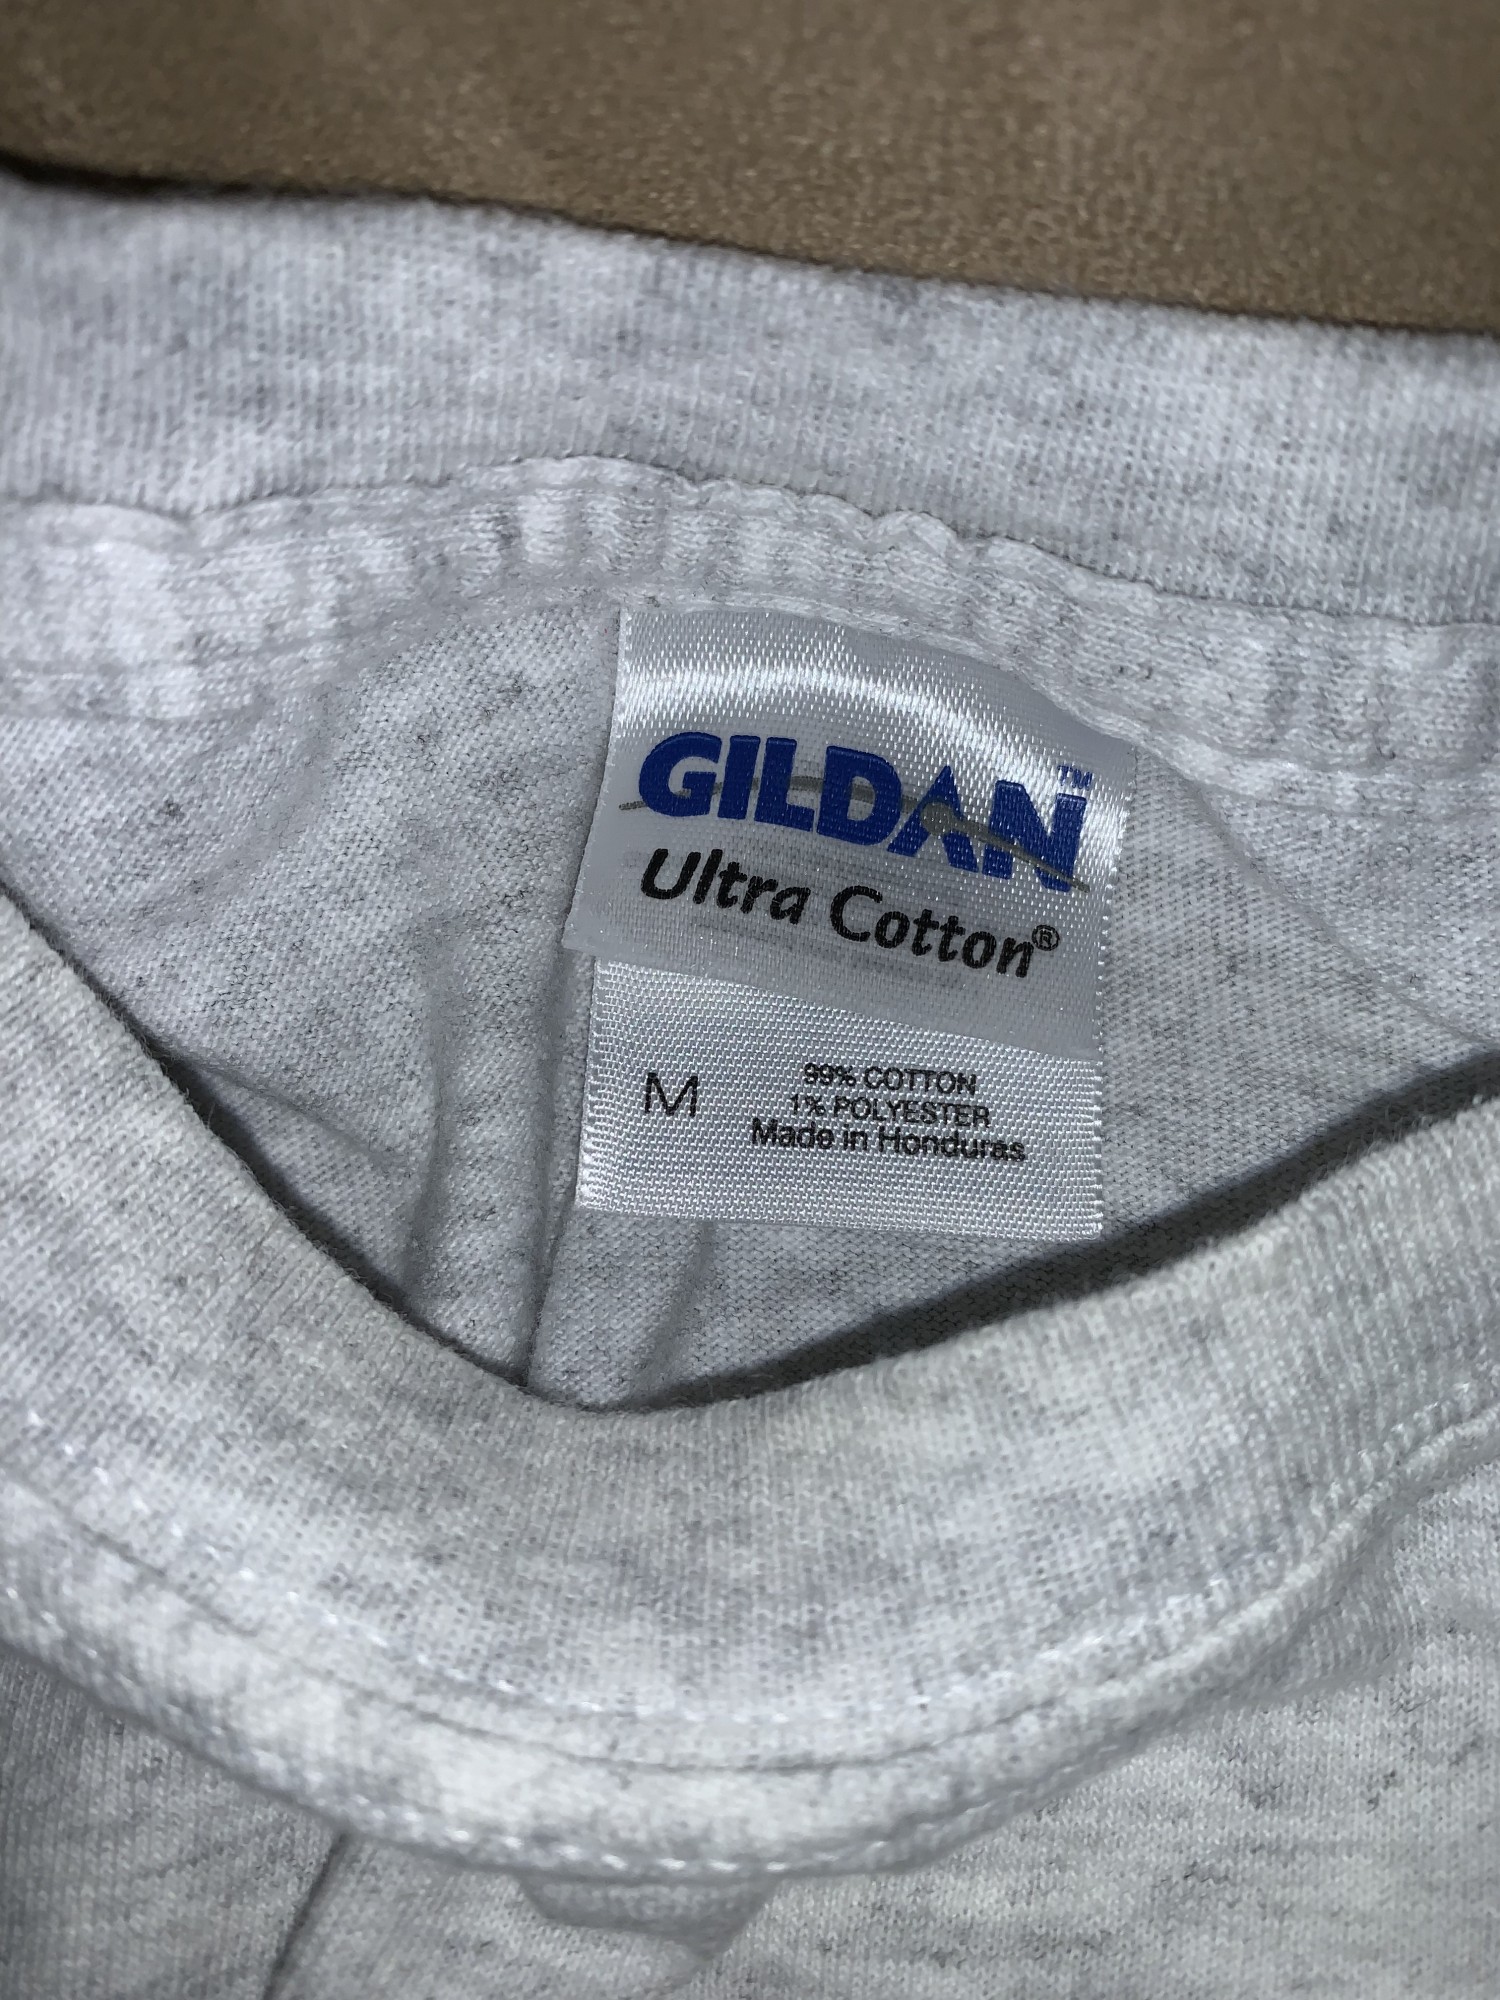 GILDAN™
Ultra Cotton®
M
99% COTTON
1% POLYESTER
Made in Honduras